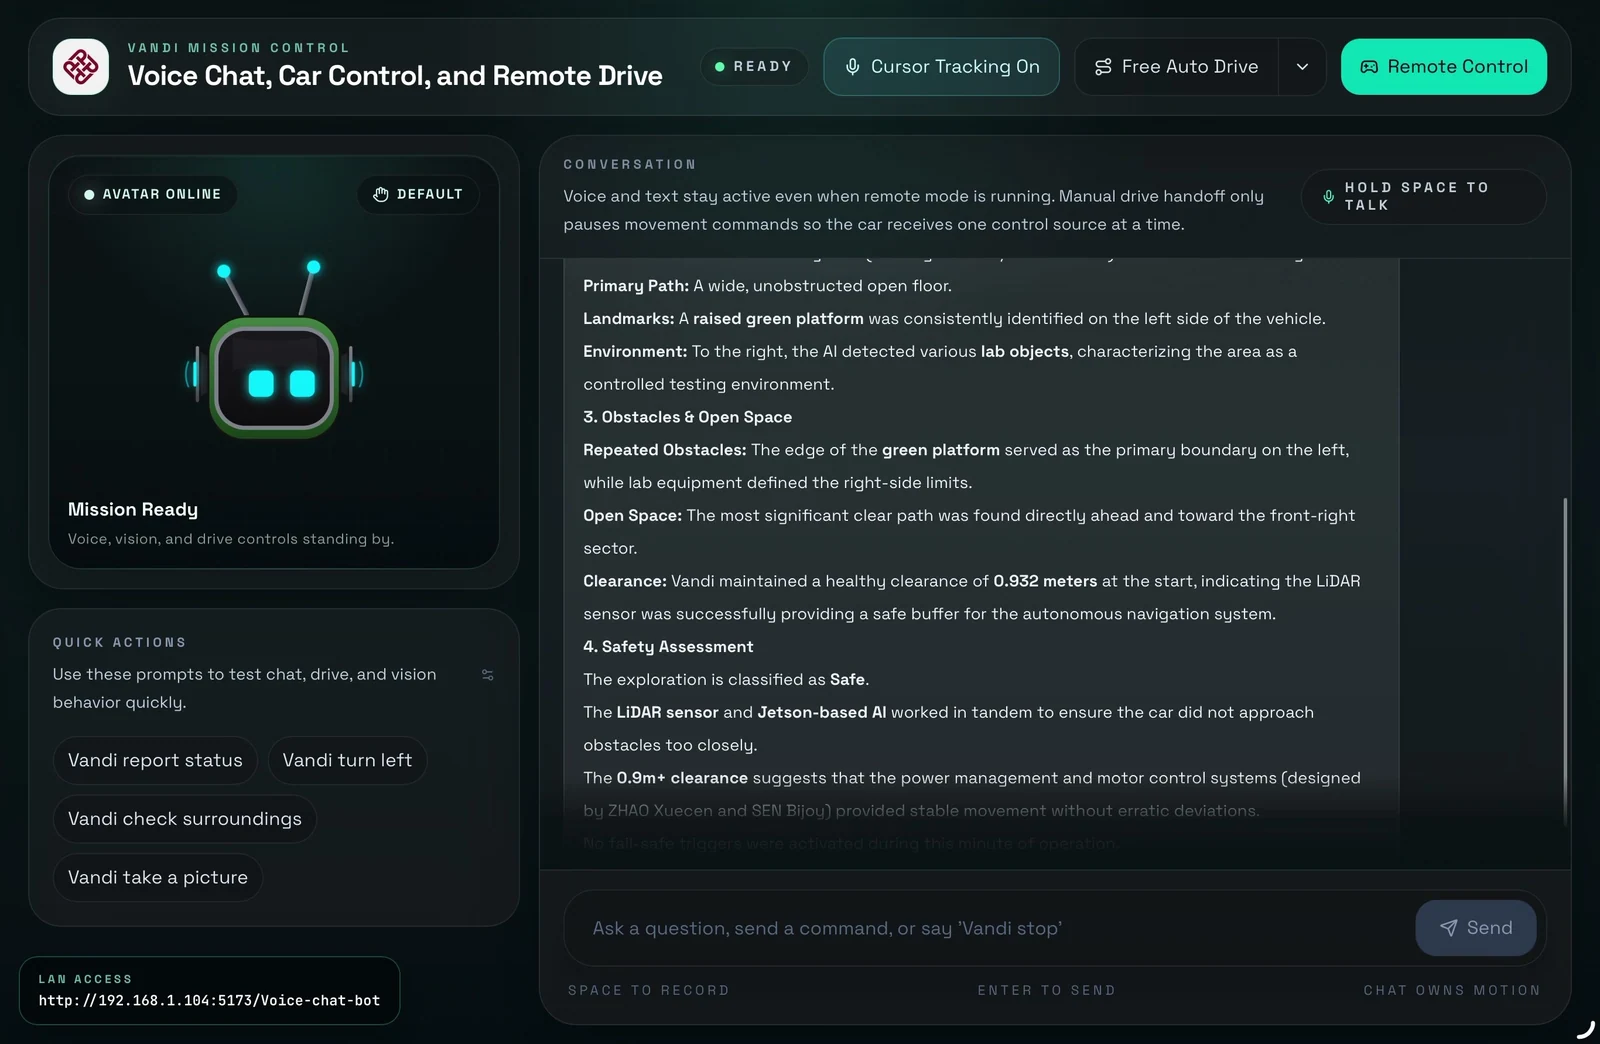 VANDI MISSION CONTROL
Voice Chat, Car Control, and Remote Drive
READY
Cursor Tracking On
Free Auto Drive
Remote Control
AVATAR ONLINE
DEFAULT
Mission Ready
Voice, vision, and drive controls standing by.
QUICK ACTIONS
Use these prompts to test chat, drive, and vision
behavior quickly.
Vandi report status
Vandi turn left
Vandi check surroundings
Vandi take a picture
LAN ACCESS
http://192.168.1.104:5173/Voice-chat-bot
CONVERSATION
Voice and text stay active even when remote mode is running. Manual drive handoff only
pauses movement commands so the car receives one control source at a time.
HOLD SPACE TO
TALK
Primary Path: A wide, unobstructed open floor.
Landmarks: A raised green platform was consistently identified on the left side of the vehicle.
Environment: To the right, the AI detected various lab objects, characterizing the area as a
controlled testing environment.
3. Obstacles & Open Space
Repeated Obstacles: The edge of the green platform served as the primary boundary on the left,
while lab equipment defined the right-side limits.
Open Space: The most significant clear path was found directly ahead and toward the front-right
sector.
Clearance: Vandi maintained a healthy clearance of 0.932 meters at the start, indicating the LiDAR
sensor was successfully providing a safe buffer for the autonomous navigation system.
4. Safety Assessment
The exploration is classified as Safe.
The LiDAR sensor and Jetson-based AI worked in tandem to ensure the car did not approach
obstacles too closely.
The 0.9m+ clearance suggests that the power management and motor control systems (designed
by ZHAO Xuecen and SEN Bijoy) provided stable movement without erratic deviations.
No fail-safe triggers were activated during this minute of operation.
Ask a question, send a command, or say 'Vandi stop'
Send
SPACE TO RECORD
ENTER TO SEND
CHAT OWNS MOTION